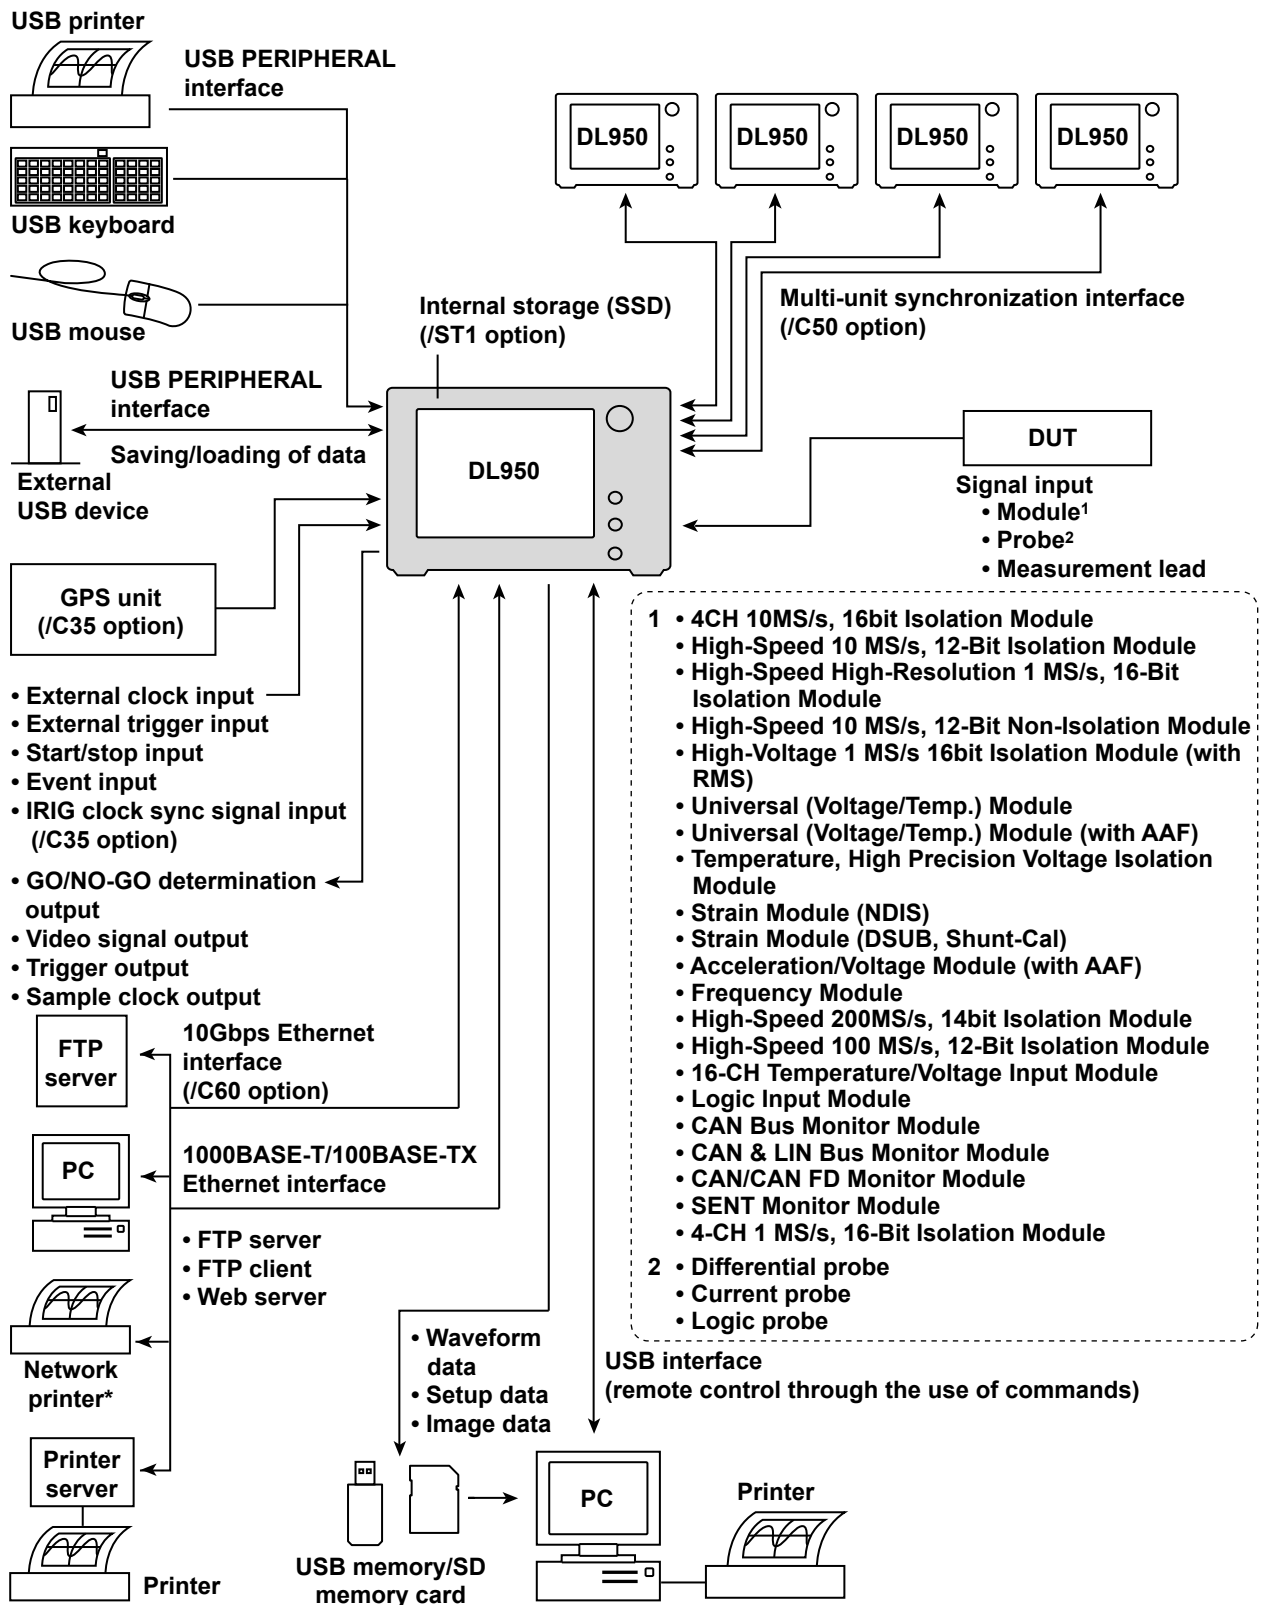 USB printer
USB PERIPHERAL
interface
USB keyboard
USB mouse
DL950
DL950
DL950
DL950
Multi-unit synchronization interface
(/C50 option)
Internal storage (SSD)
(/ST1 option)
USB PERIPHERAL
interface
Saving/loading of data
External
USB device
DL950
DUT
Signal input
• Module1
• Probe2
• Measurement lead
GPS unit
(/C35 option)
• External clock input
• External trigger input
• Start/stop input
• Event input
• IRIG clock sync signal input
(/C35 option)
• GO/NO-GO determination
output
• Video signal output
• Trigger output
• Sample clock output
1 • 4CH 10MS/s, 16bit Isolation Module
• High-Speed 10 MS/s, 12-Bit Isolation Module
• High-Speed High-Resolution 1 MS/s, 16-Bit
Isolation Module
• High-Speed 10 MS/s, 12-Bit Non-Isolation Module
• High-Voltage 1 MS/s 16bit Isolation Module (with
RMS)
• Universal (Voltage/Temp.) Module
• Universal (Voltage/Temp.) Module (with AAF)
• Temperature, High Precision Voltage Isolation
Module
• Strain Module (NDIS)
• Strain Module (DSUB, Shunt-Cal)
• Acceleration/Voltage Module (with AAF)
• Frequency Module
• High-Speed 200MS/s, 14bit Isolation Module
• High-Speed 100 MS/s, 12-Bit Isolation Module
• 16-CH Temperature/Voltage Input Module
• Logic Input Module
• CAN Bus Monitor Module
• CAN & LIN Bus Monitor Module
• CAN/CAN FD Monitor Module
• SENT Monitor Module
• 4-CH 1 MS/s, 16-Bit Isolation Module
2 • Differential probe
• Current probe
• Logic probe
FTP
server
10Gbps Ethernet
interface
(/C60 option)
PC
1000BASE-T/100BASE-TX
Ethernet interface
• FTP server
• FTP client
• Web server
Network
printer*
Printer
server
Printer
• Waveform
data
• Setup data
• Image data
USB interface
(remote control through the use of commands)
USB memory/SD
memory card
PC
Printer